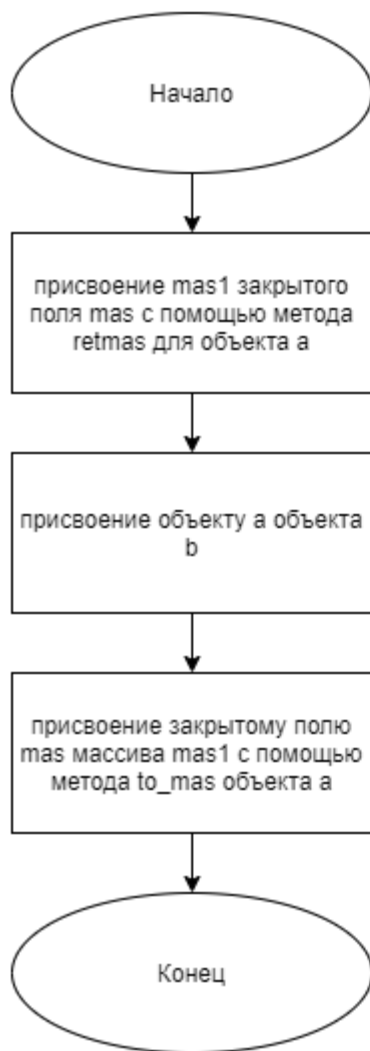 Начало
присвоение mas1 закрытого
поля mas с помощью метода
retmas для объекта а
присвоение объекту а объекта
b
присвоение закрытому полю
mas массива mas1 с помощью
метода to_mas объекта а
Конец